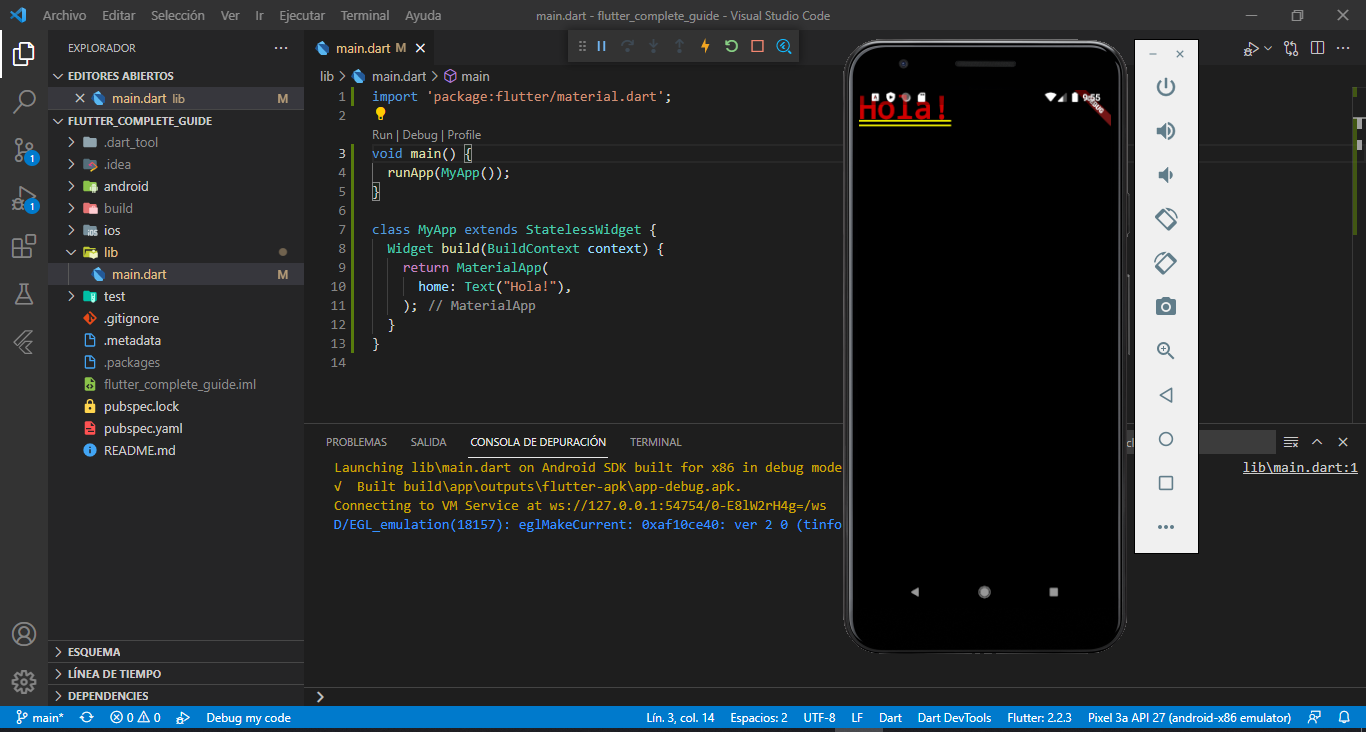 Archivo Editar Selección Ver Ir Ejecutar Terminal Ayuda
main.dart - flutter_complete_guide - Visual Studio Code
EXPLORADOR
EDITORES ABIERTOS
main.dart lib M
FLUTTER_COMPLETE_GUIDE
.dart_tool
.idea
android
build
ios
lib
main.dart M
test
.gitignore
.metadata
.packages
flutter_complete_guide.iml
pubspec.lock
pubspec.yaml
README.md
ESQUEMA
LÍNEA DE TIEMPO
DEPENDENCIES
1
1
main.dart M
lib > main.dart > main
1 import 'package:flutter/material.dart';
2
Run | Debug | Profile
3 void main() {
4 runApp(MyApp());
5 }
6
7 class MyApp extends StatelessWidget {
8 Widget build(BuildContext context) {
9 return MaterialApp(
10 home: Text("Hola!"),
11 ); // MaterialApp
12 }
13 }
14
PROBLEMAS SALIDA CONSOLA DE DEPURACIÓN TERMINAL
Launching lib\main.dart on Android SDK built for x86 in debug mode
lib\main.dart:1
√ Built build\app\outputs\flutter-apk\app-debug.apk.
Connecting to VM Service at ws://127.0.0.1:54754/0-E8lW2rH4g=/ws
D/EGL_emulation(18157): eglMakeCurrent: 0xaf10ce40: ver 2 0 (tinfo
9:55
Hola!
main* 0 0 Debug my code
Lín. 3, col. 14 Espacios: 2 UTF-8 LF Dart Dart DevTools Flutter: 2.2.3 Pixel 3a API 27 (android-x86 emulator)